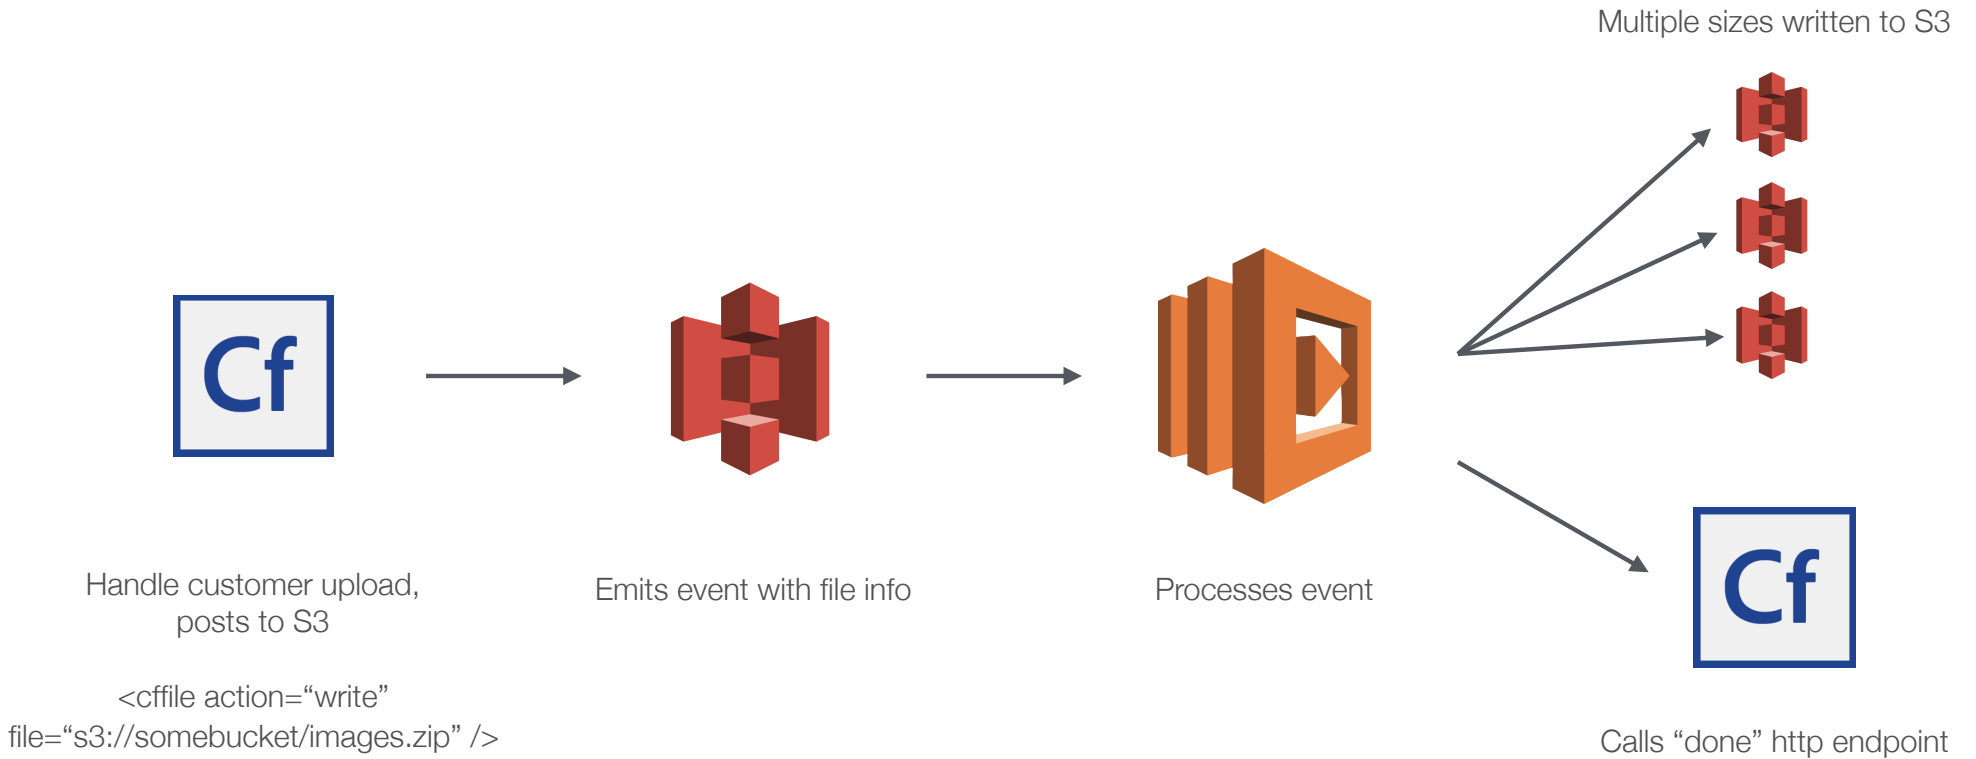 Multiple sizes written to S3
Cf
Handle customer upload,
posts to S3
<cffile action=“write”
file=“s3://somebucket/images.zip” />
Emits event with file info
Processes event
Cf
Calls “done” http endpoint